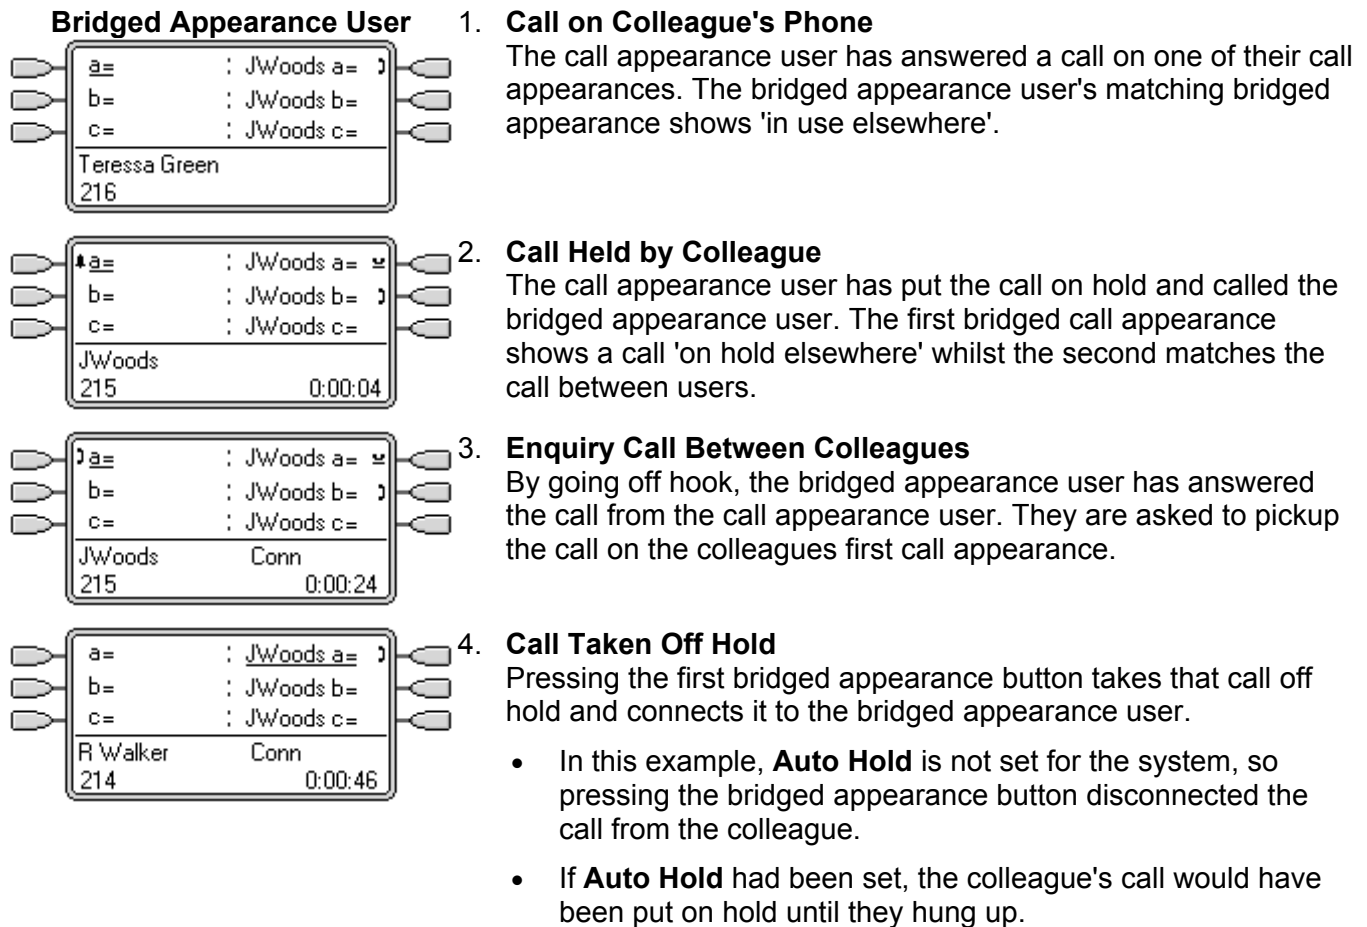 Bridged Appearance User
a= : JWoods a=
b= : JWoods b=
c= : JWoods c=
Teressa Green
216
1. Call on Colleague's Phone
The call appearance user has answered a call on one of their call
appearances. The bridged appearance user's matching bridged
appearance shows 'in use elsewhere'.
a= : JWoods a=
b= : JWoods b=
c= : JWoods c=
JWoods
215 0:00:04
2. Call Held by Colleague
The call appearance user has put the call on hold and called the
bridged appearance user. The first bridged call appearance
shows a call 'on hold elsewhere' whilst the second matches the
call between users.
a= : JWoods a=
b= : JWoods b=
c= : JWoods c=
JWoods Conn
215 0:00:24
3. Enquiry Call Between Colleagues
By going off hook, the bridged appearance user has answered
the call from the call appearance user. They are asked to pickup
the call on the colleagues first call appearance.
a= : JWoods a=
b= : JWoods b=
c= : JWoods c=
R Walker Conn
214 0:00:46
4. Call Taken Off Hold
Pressing the first bridged appearance button takes that call off
hold and connects it to the bridged appearance user.
• In this example, Auto Hold is not set for the system, so
pressing the bridged appearance button disconnected the
call from the colleague.
• If Auto Hold had been set, the colleague's call would have
been put on hold until they hung up.